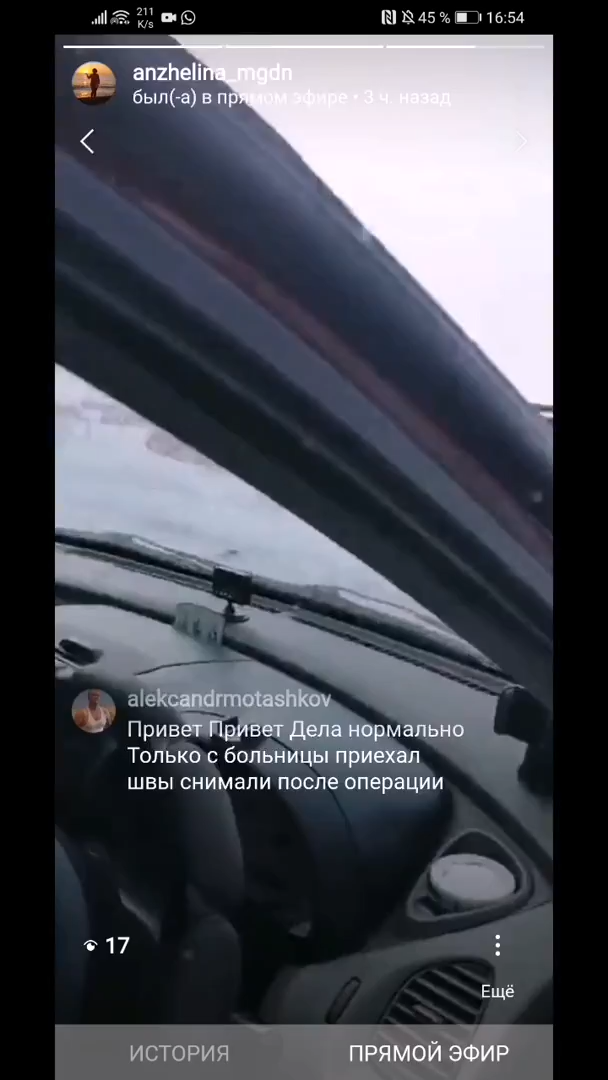 211
K/s
45 %
16:54
anzhelina_mgdn
был(-а) в прямом эфире • 3 ч. назад
alekcandrmotashkov
Привет Привет Дела нормально
Только с больницы приехал
швы снимали после операции
17
Ещё
ИСТОРИЯ
ПРЯМОЙ ЭФИР